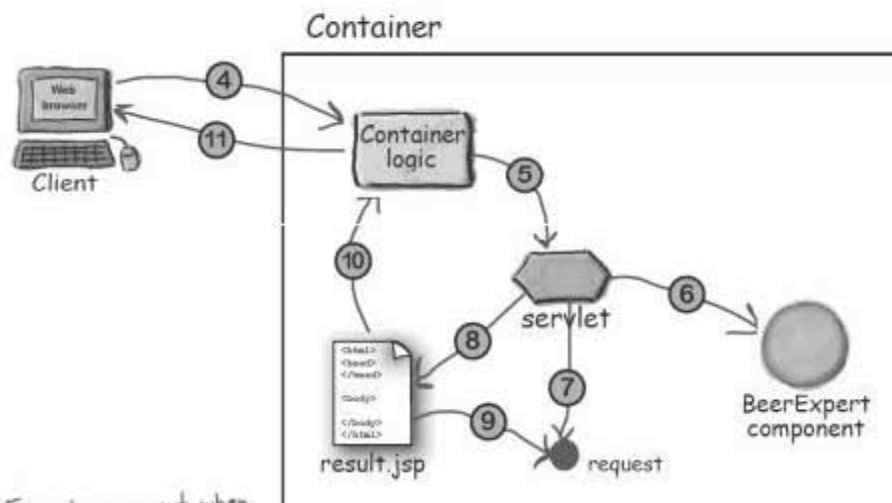 Container
Web
browser
Client
4
11
Container
logic
5
10
servlet
6
8
7
9
<html>
<head>
</head>
<body>
</body>
</html>
result.jsp
request
BeerExpert
component
when